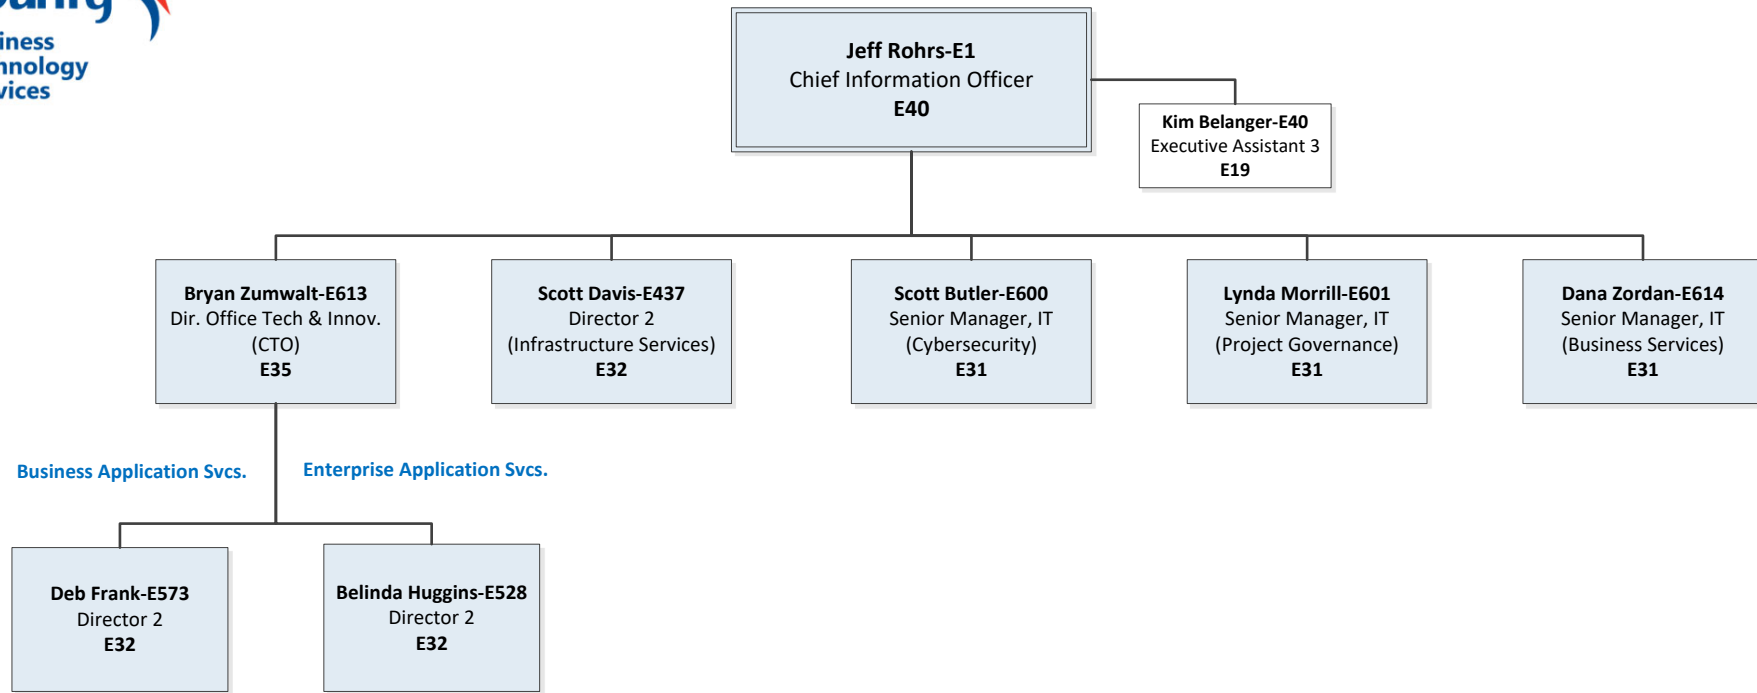 Jeff Rohrs-E1
Chief Information Officer
E40
Kim Belanger-E40
Executive Assistant 3
E19
Bryan Zumwalt-E613
Dir. Office Tech & Innov.
(CTO)
E35
Scott Davis-E437
Director 2
(Infrastructure Services)
E32
Scott Butler-E600
Senior Manager, IT
(Cybersecurity)
E31
Lynda Morrill-E601
Senior Manager, IT
(Project Governance)
E31
Dana Zordan-E614
Senior Manager, IT
(Business Services)
E31
Business Application Svcs.
Enterprise Application Svcs.
Deb Frank-E573
Director 2
E32
Belinda Huggins-E528
Director 2
E32